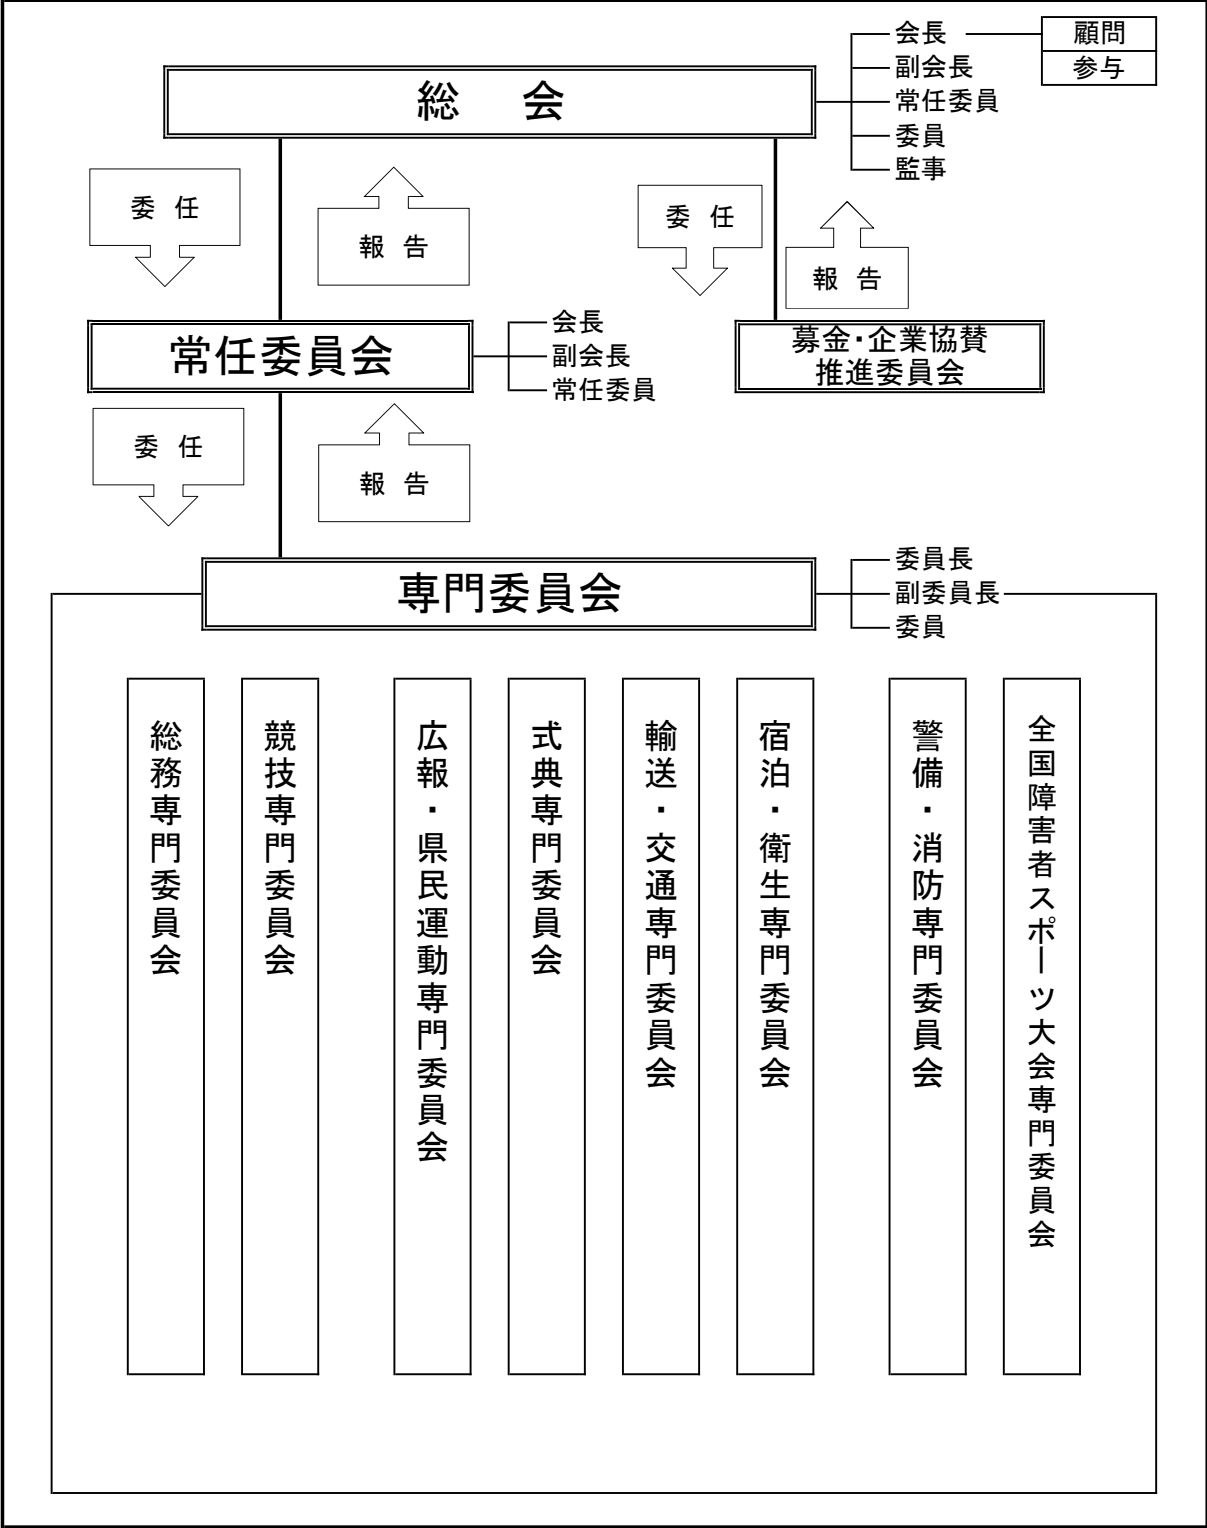 会長
顧問
副会長
参与
総 会
常任委員
委員
監事
委 任
報 告
委 任
報 告
常任委員会
会長
副会長
常任委員
募金・企業協賛
推進委員会
委 任
報 告
専門委員会
委員長
副委員長
委員
総務専門委員会
競技専門委員会
広報・県民運動専門委員会
式典専門委員会
輸送・交通専門委員会
宿泊・衛生専門委員会
警備・消防専門委員会
全国障害者スポーツ大会専門委員会